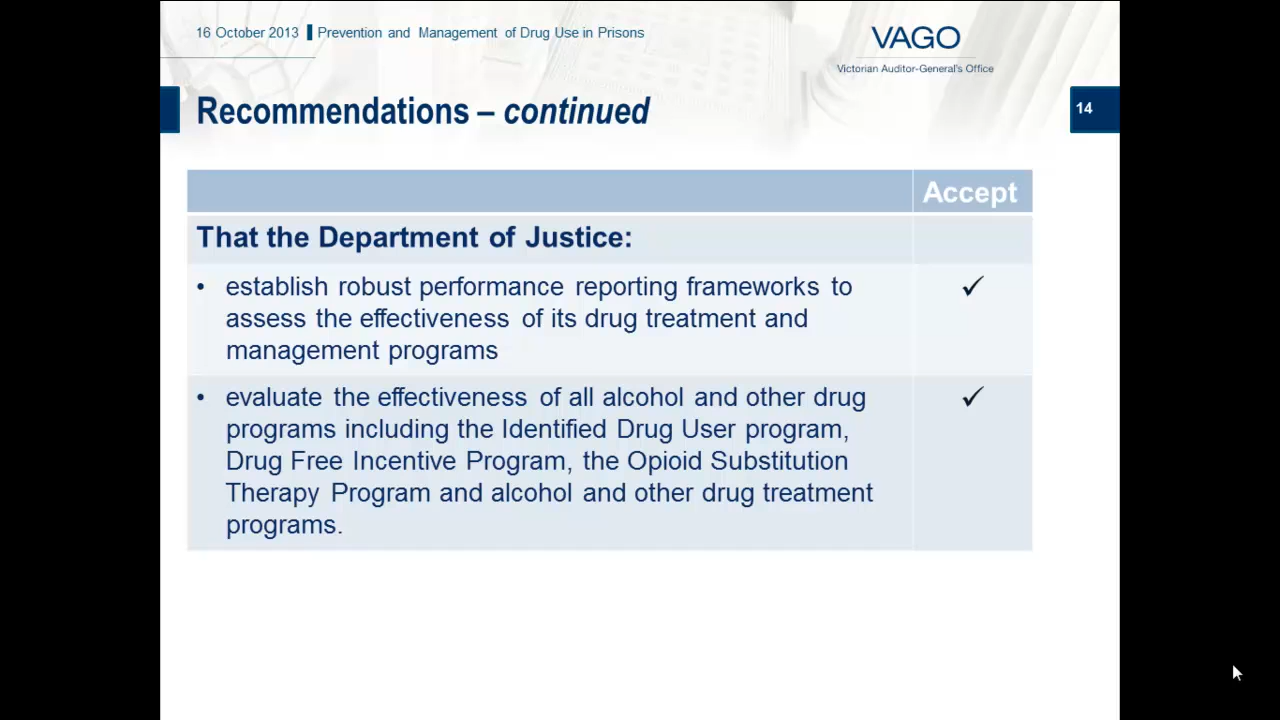 16 October 2013 ▌Prevention and Management of Drug Use in Prisons
VAGO
Victorian Auditor-General's Office
Recommendations – continued
14
Accept
That the Department of Justice:
• establish robust performance reporting frameworks to
assess the effectiveness of its drug treatment and
management programs
✓
• evaluate the effectiveness of all alcohol and other drug
programs including the Identified Drug User program,
Drug Free Incentive Program, the Opioid Substitution
Therapy Program and alcohol and other drug treatment
programs.
✓